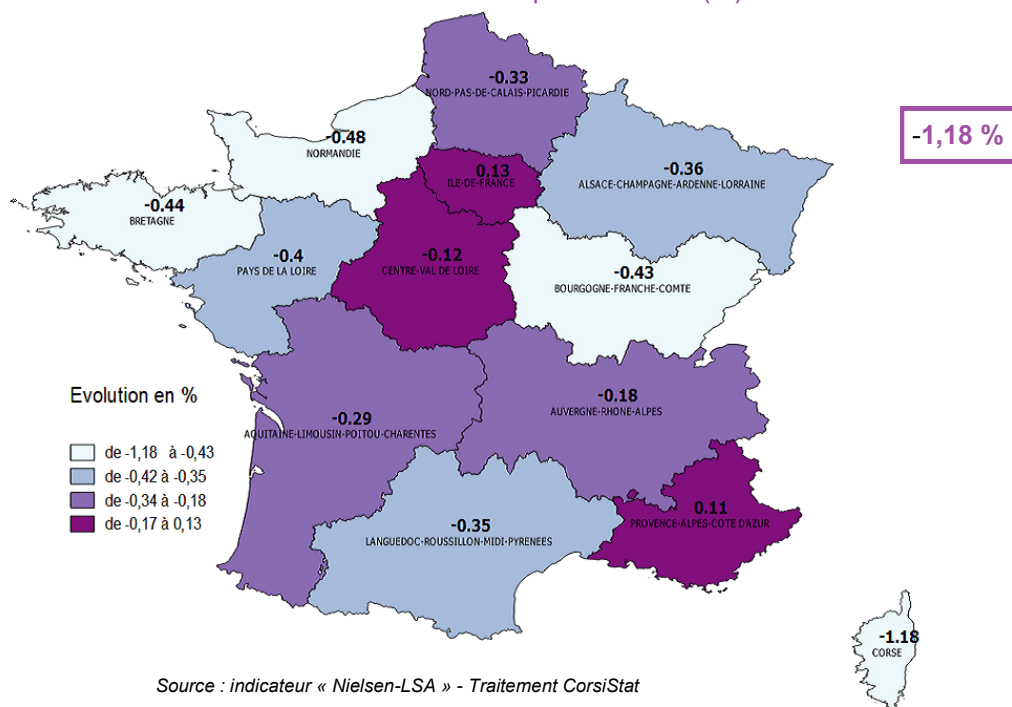 -0.33
NORD-PAS-DE-CALAIS-PICARDIE
-1,18 %
-0.48
NORMANDIE
0.13
ILE-DE-FRANCE
-0.36
ALSACE-CHAMPAGNE-ARDENNE-LORRAINE
-0.44
BRETAGNE
-0.4
PAYS DE LA LOIRE
-0.12
CENTRE-VAL DE LOIRE
-0.43
BOURGOGNE-FRANCHE-COMTE
Evolution en %
de -1,18 à -0,43
de -0,42 à -0,35
de -0,34 à -0,18
de -0,17 à 0,13
-0.29
AQUITAINE-LIMOUSIN-POITOU-CHARENTES
-0.18
AUVERGNE-RHONE-ALPES
-0.35
LANGUEDOC-ROUSSILLON-MIDI-PYRENEES
0.11
PROVENCE-ALPES-COTE D'AZUR
-1.18
CORSE
Source : indicateur « Nielsen-LSA » - Traitement CorsiStat